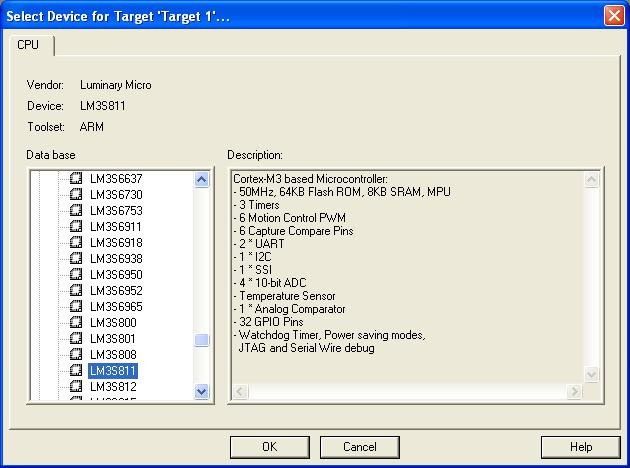 Select Device for Target 'Target 1'...
CPU
Vendor: Luminary Micro
Device: LM3S811
Toolset: ARM
Data base
LM3S6637
LM3S6730
LM3S6753
LM3S6911
LM3S6918
LM3S6938
LM3S6950
LM3S6952
LM3S6965
LM3S800
LM3S801
LM3S808
LM3S811
LM3S812
Description:
Cortex-M3 based Microcontroller:
- 50MHz, 64KB Flash ROM, 8KB SRAM, MPU
- 3 Timers
- 6 Motion Control PWM
- 6 Capture Compare Pins
- 2 * UART
- 1 * I2C
- 1 * SSI
- 4 * 10-bit ADC
- Temperature Sensor
- 1 * Analog Comparator
- 32 GPIO Pins
- Watchdog Timer, Power saving modes,
JTAG and Serial Wire debug
OK
Cancel
Help